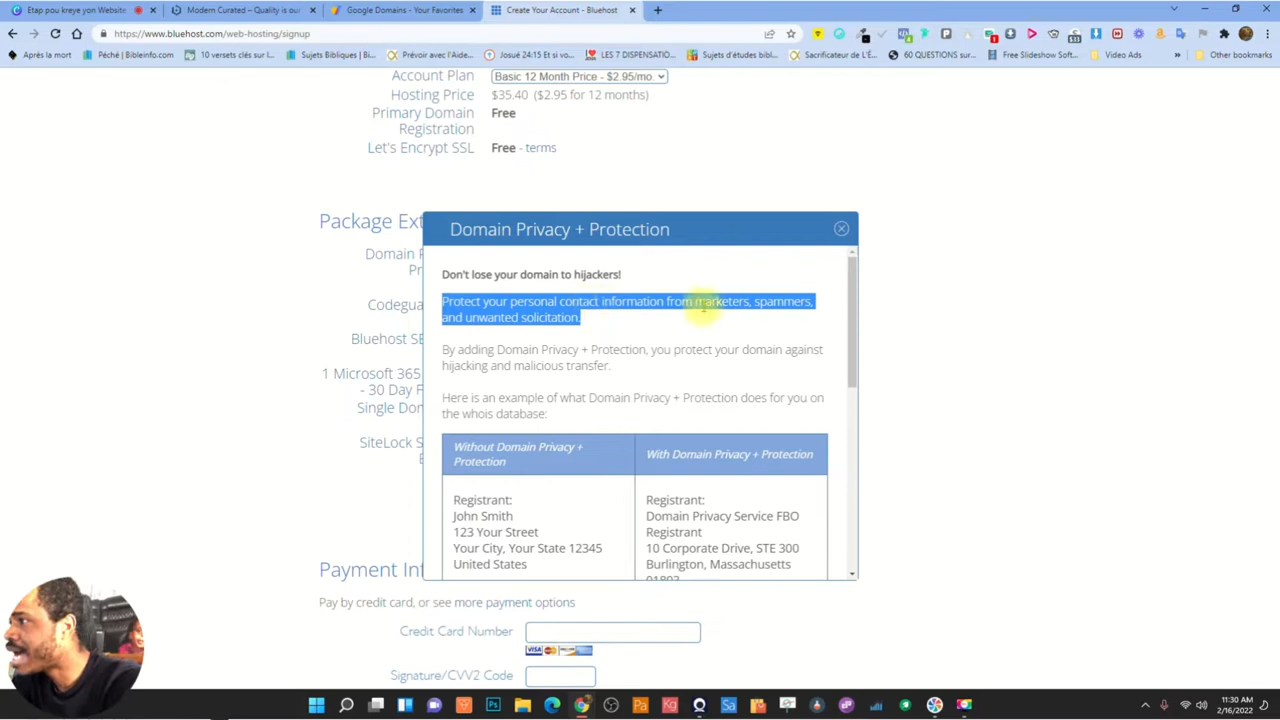 Etap pou kreye yon Website
Modern Curated – Quality is our
Google Domains - Your Favorites
Create Your Account - Bluehost
https://www.bluehost.com/web-hosting/signup
Après la mort
Péché | Bibleinfo.com
10 versets clés sur l'...
Sujets Bibliques | Bi...
Prévoir avec l'Aide...
Josué 24:15 Et si vo...
LES 7 DISPENSATIO...
Sujets d'études bibli...
Sacrificateur de L'É...
60 QUESTIONS sur...
Free Slideshow Soft...
Video Ads
Other bookmarks
Account Plan
Basic 12 Month Price - $2.95/mo.
Hosting Price
$35.40 ($2.95 for 12 months)
Primary Domain
Registration
Free
Let's Encrypt SSL
Free - terms
Package Ext
Domain P
Pr
Codegua
Bluehost SE
1 Microsoft 365
- 30 Day F
Single Don
SiteLock S
E
Domain Privacy + Protection
Don't lose your domain to hijackers!
Protect your personal contact information from marketers, spammers,
and unwanted solicitation.
By adding Domain Privacy + Protection, you protect your domain against
hijacking and malicious transfer.
Here is an example of what Domain Privacy + Protection does for you on
the whois database:
Without Domain Privacy +
Protection
With Domain Privacy + Protection
Registrant:
John Smith
123 Your Street
Your City, Your State 12345
United States
Registrant:
Domain Privacy Service FBO
Registrant
10 Corporate Drive, STE 300
Burlington, Massachusetts
01803
Payment Inf
Pay by credit card, or see more payment options
Credit Card Number
VISA
Signature/CVV2 Code
11:30 AM
2/16/2022